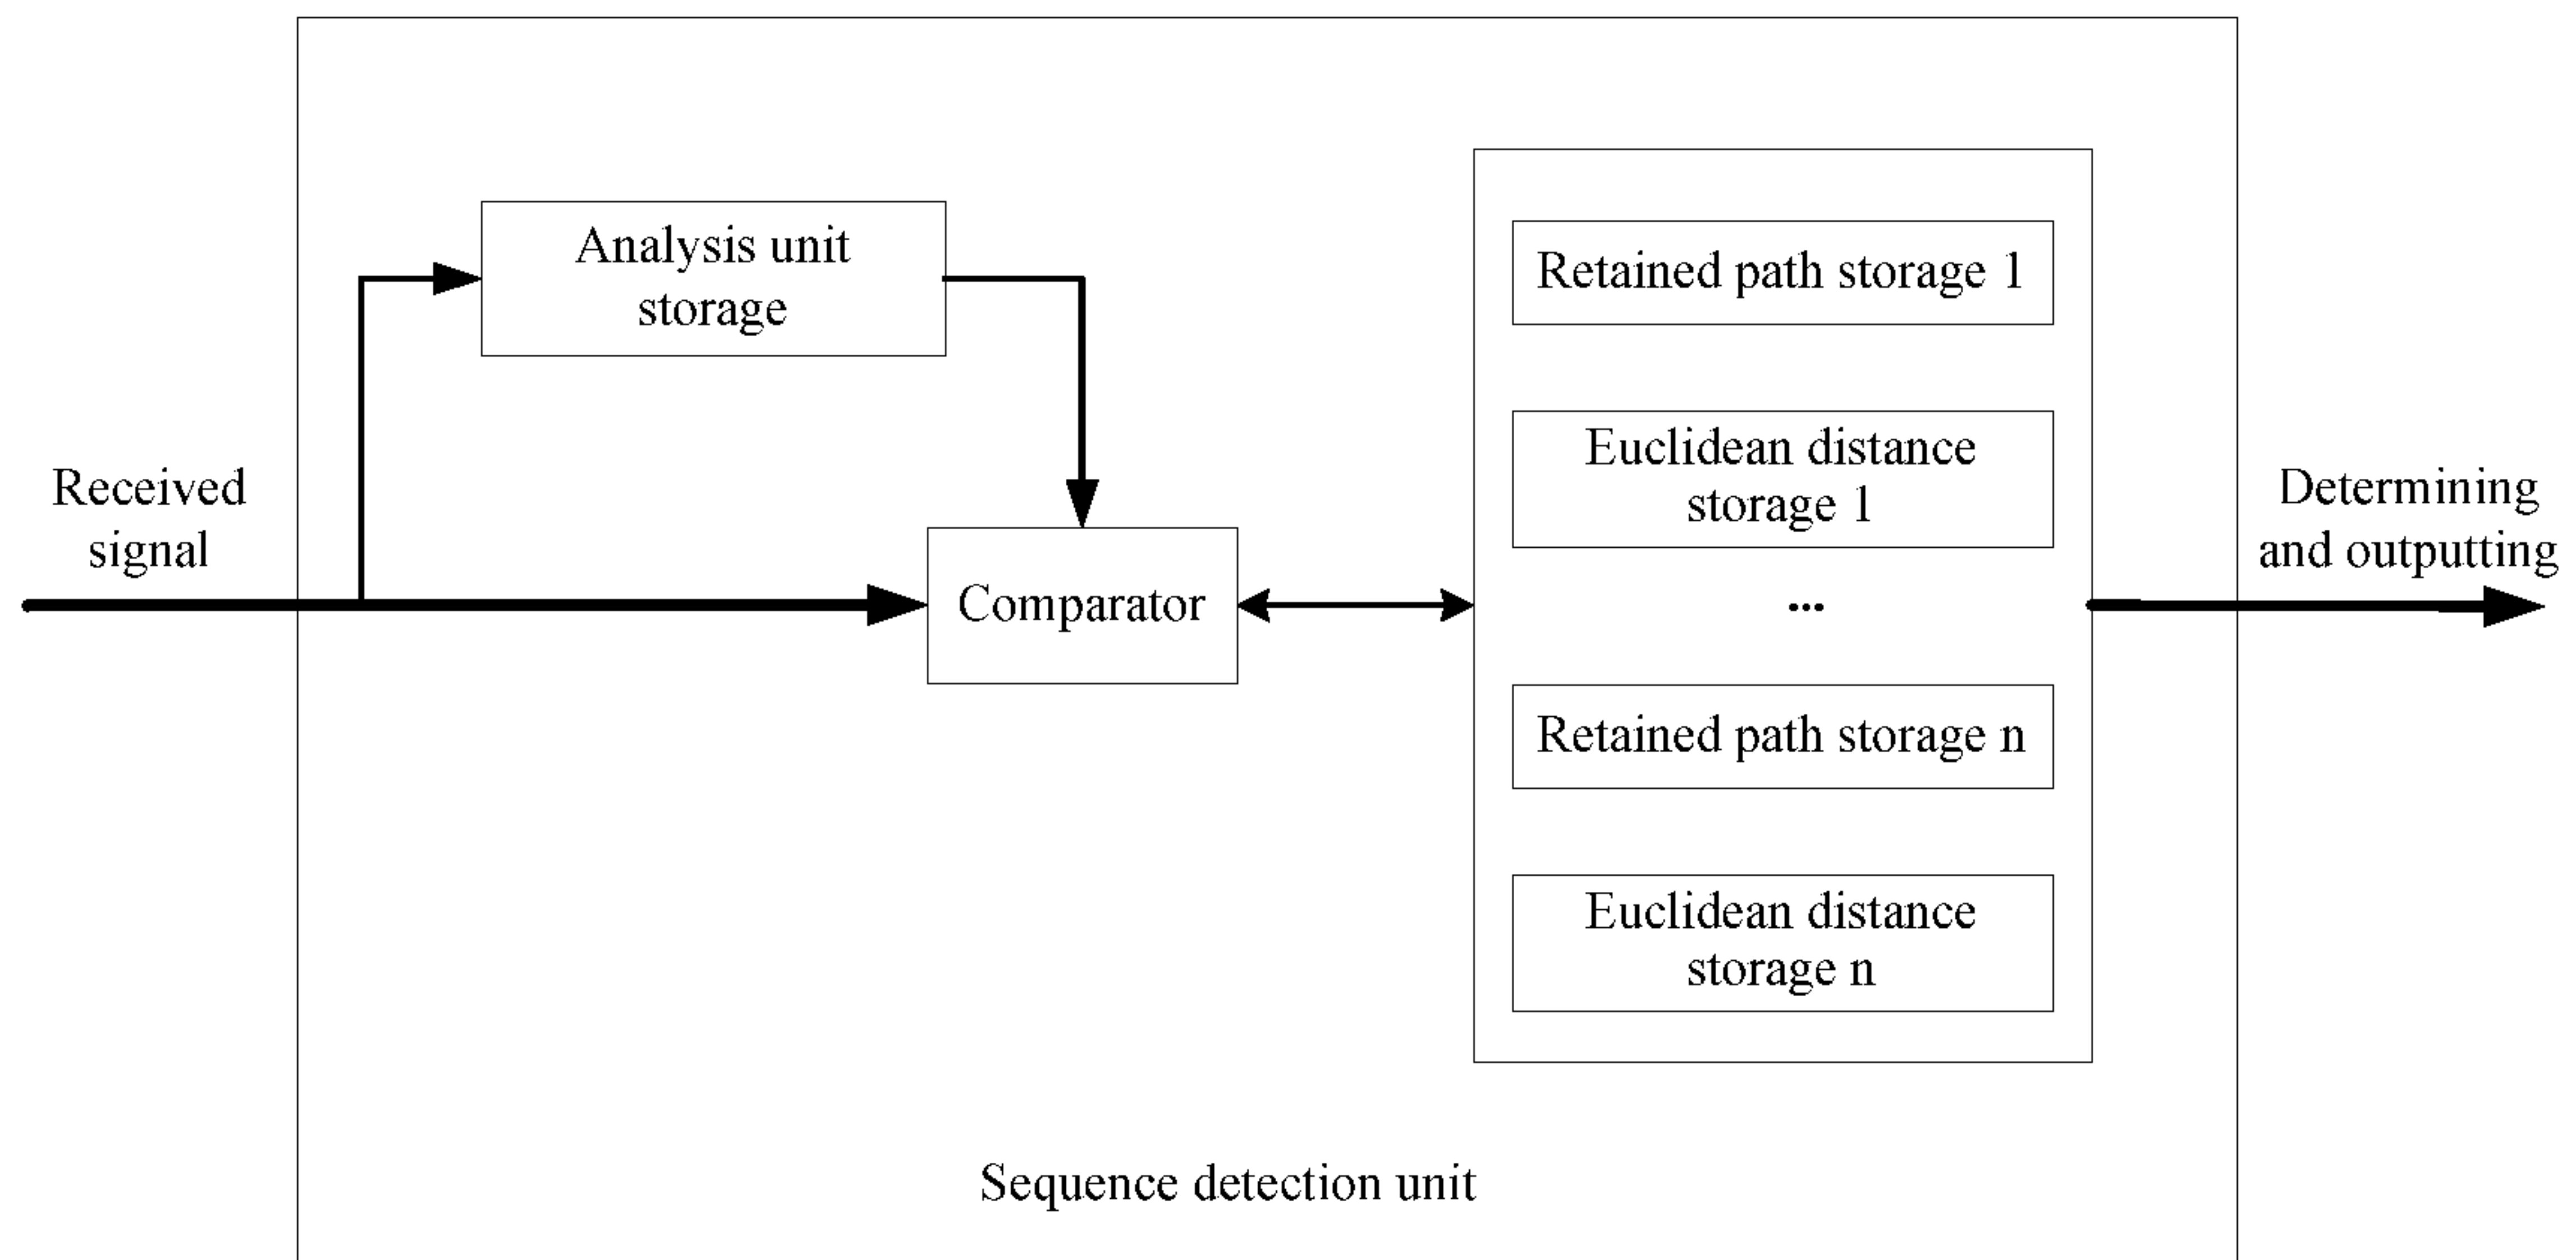 Received
signal
Analysis unit
storage
Comparator
Retained path storage 1
Euclidean distance
storage 1
...
Retained path storage n
Euclidean distance
storage n
Determining
and outputting
Sequence detection unit